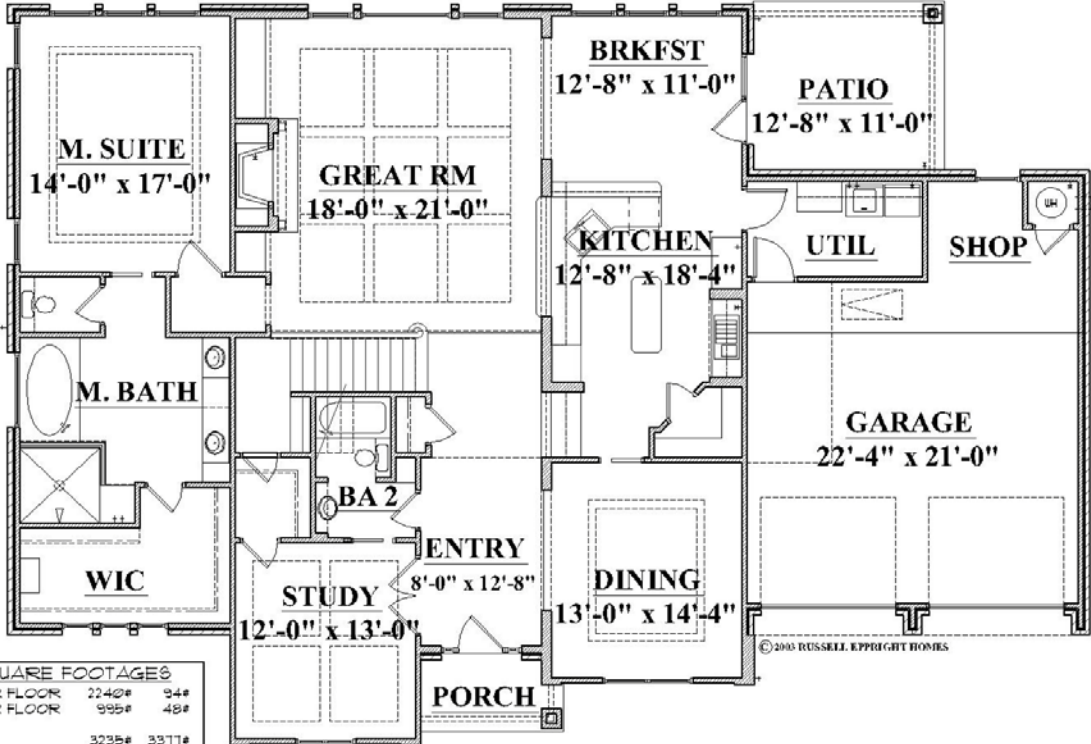 BRKFST
12'-8" x 11'-0"
PATIO
12'-8" x 11'-0"
M. SUITE
14'-0" x 17'-0"
GREAT RM
18'-0" x 21'-0"
WH
KITCHEN
12'-8" x 18'-4"
UTIL
SHOP
M. BATH
GARAGE
22'-4" x 21'-0"
BA 2
ENTRY
8'-0" x 12'-8"
WIC
STUDY
12'-0" x 13'-0"
DINING
13'-0" x 14'-4"
© 2003 RUSSELL EPPRIGHT HOMES
PORCH
UARE FOOTAGES
R FLOOR 2240# 94#
R FLOOR 995# 48#
3235# 3377#